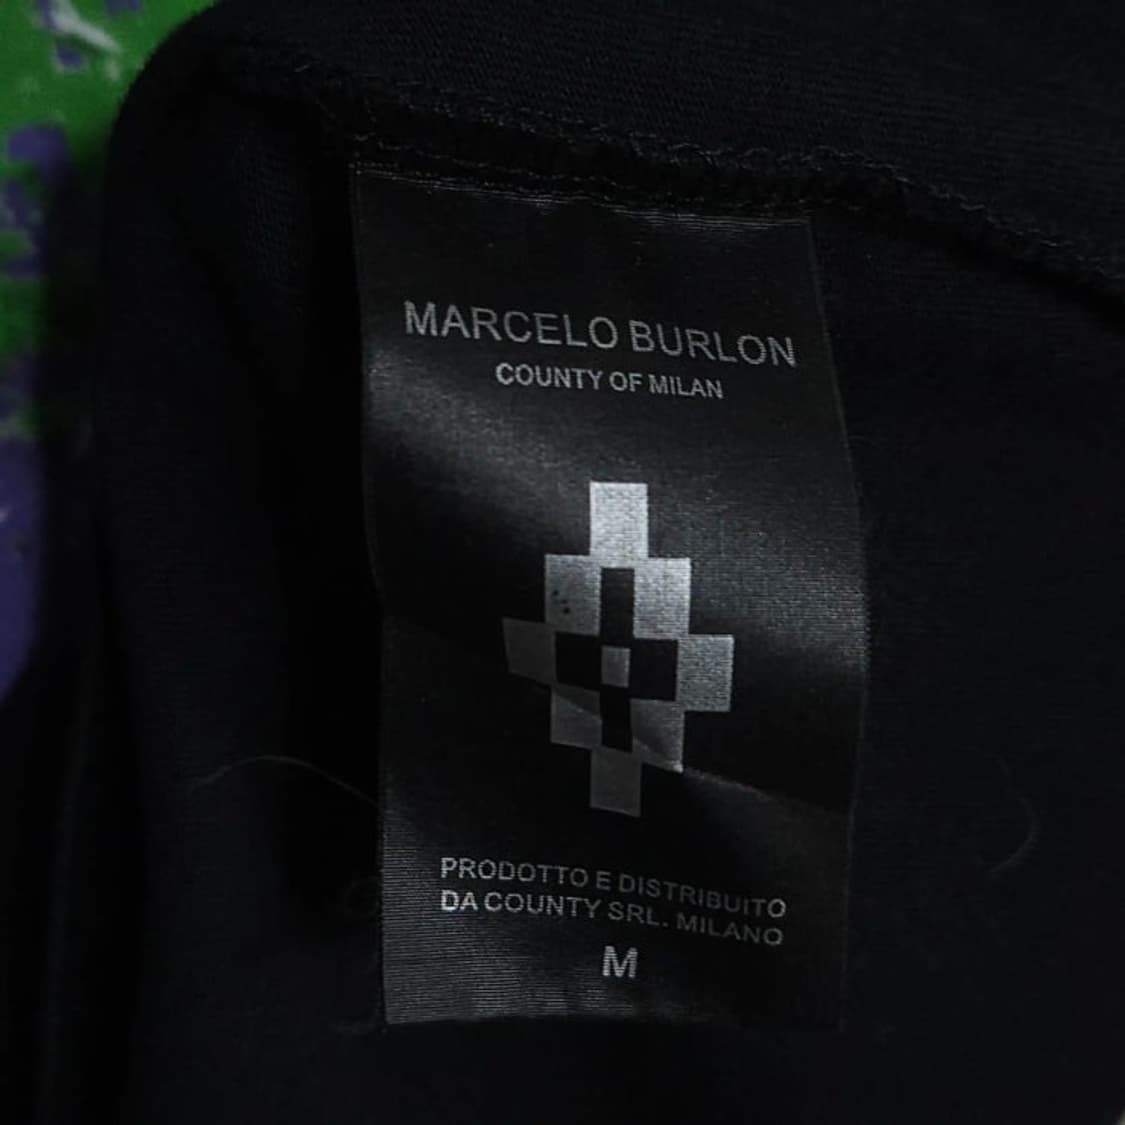 MARCELO BURLON
COUNTY OF MILAN
PRODOTTO E DISTRIBUITO
DA COUNTY SRL. MILANO
M